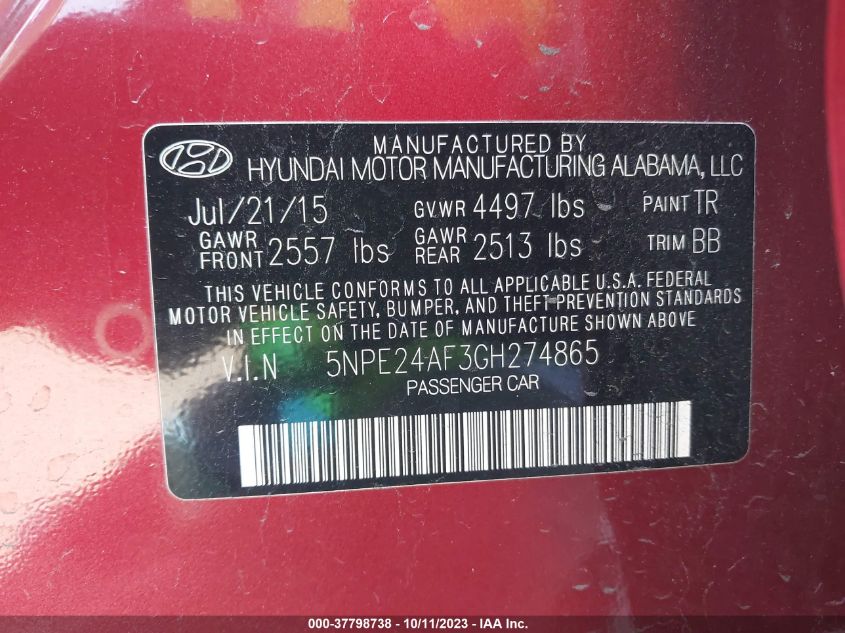 MANUFACTURED BY
HYUNDAI MOTOR MANUFACTURING ALABAMA, LLC
Jul/21/15 GVWR 4497 lbs PAINT TR
GAWR FRONT 2557 lbs GAWR REAR 2513 lbs TRIM BB
THIS VEHICLE CONFORMS TO ALL APPLICABLE U.S.A. FEDERAL
MOTOR VEHICLE SAFETY, BUMPER, AND THEFT PREVENTION STANDARDS
IN EFFECT ON THE DATE OF MANUFACTURE SHOWN ABOVE
V.I.N 5NPE24AF3GH274865
PASSENGER CAR
000-37798738 - 10/11/2023 - IAA Inc.